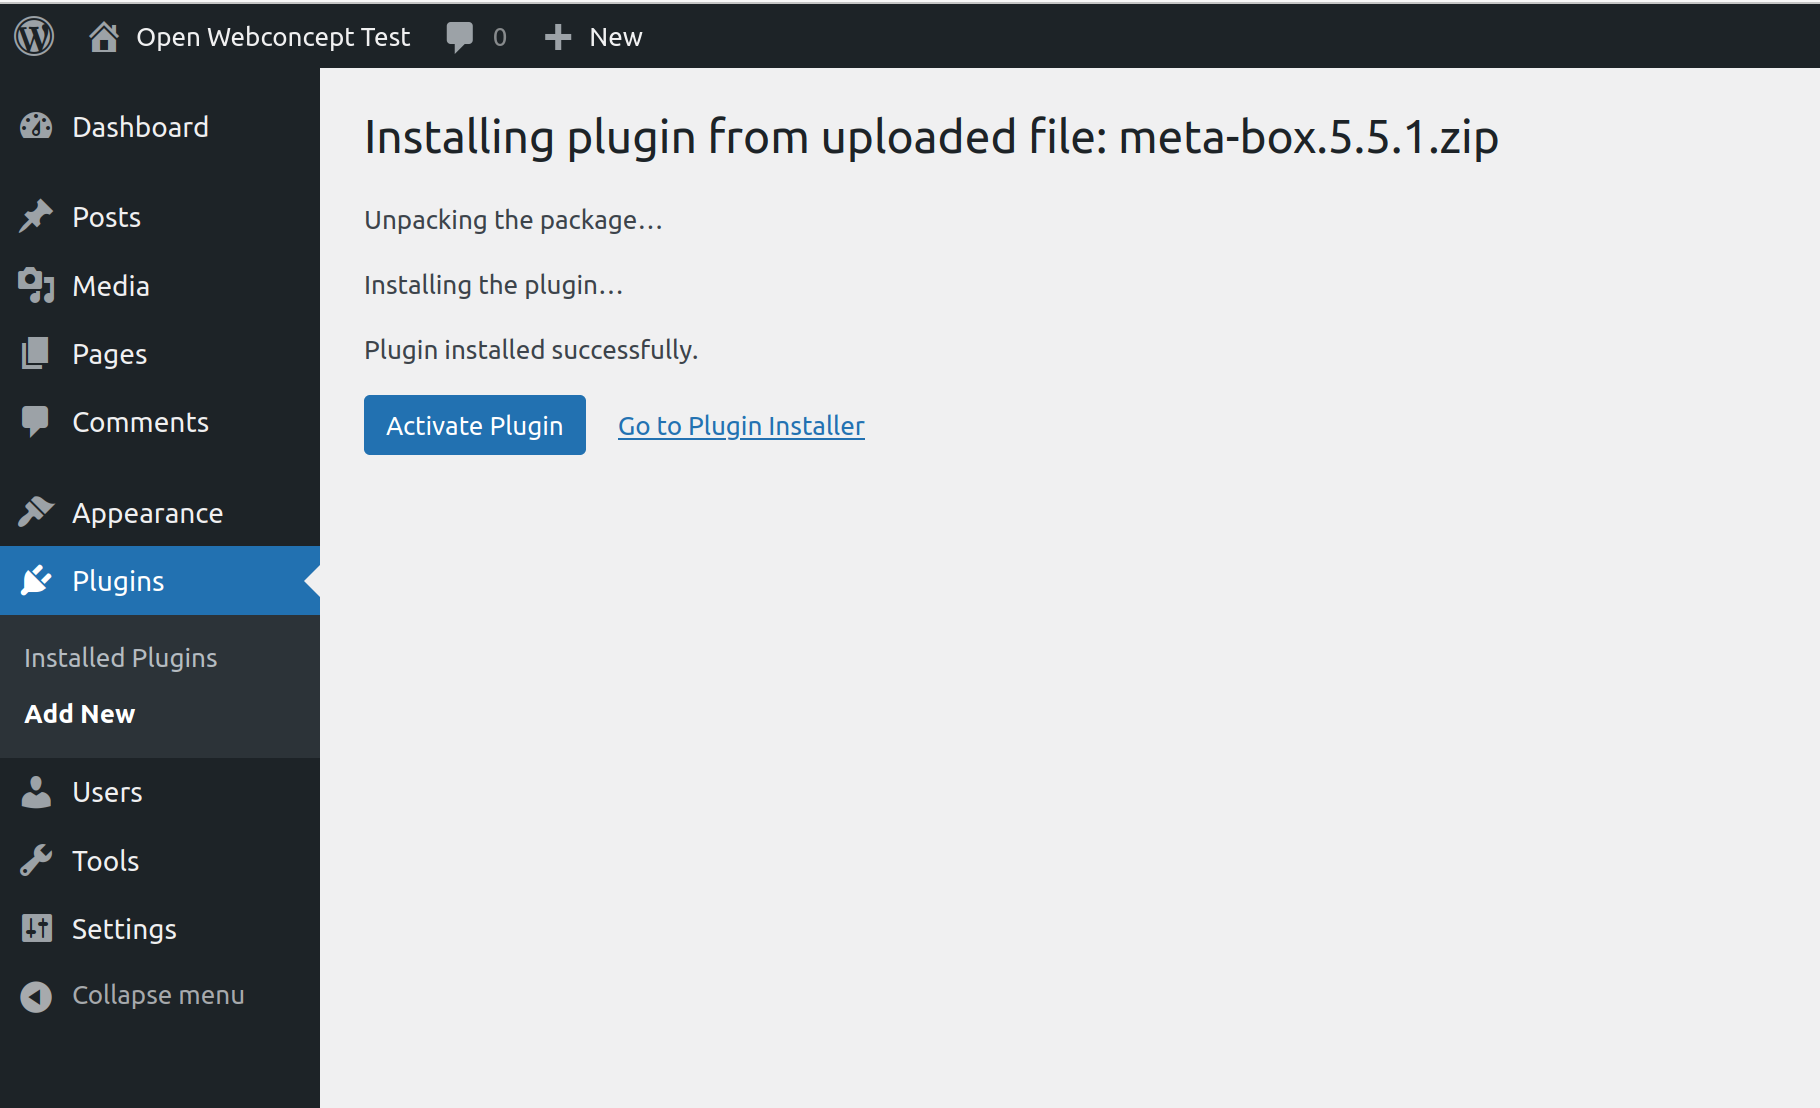 Open Webconcept Test 0 New
Dashboard
Posts
Media
Pages
Comments
Appearance
Plugins
Installed Plugins
Add New
Users
Tools
Settings
Collapse menu
Installing plugin from uploaded file: meta-box.5.5.1.zip
Unpacking the package…
Installing the plugin…
Plugin installed successfully.
Activate Plugin Go to Plugin Installer